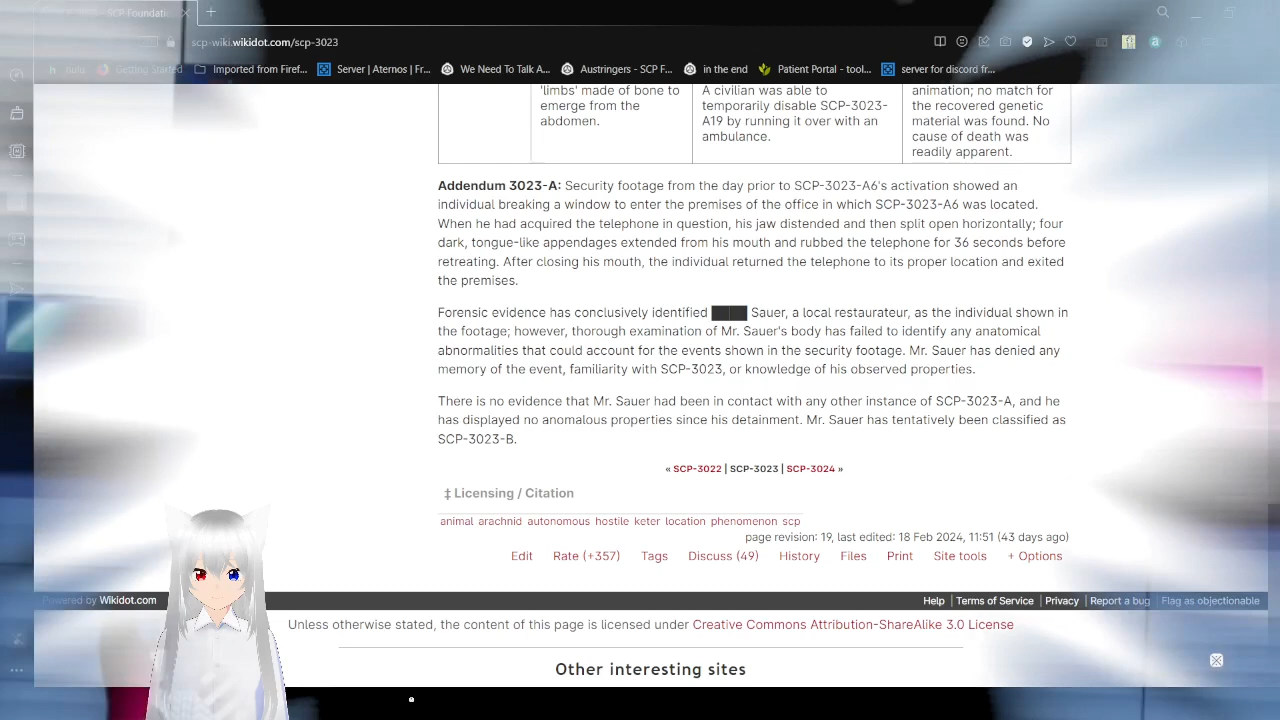 SCP Foundati
scp-wiki.wikidot.com/scp-3023
hulu Getting Started Imported from Firef... Server | Aternos | Fr... We Need To Talk A... Austringers - SCP F... in the end Patient Portal - tool... server for discord fr...
'limbs' made of bone to
emerge from the
abdomen.
A civilian was able to
temporarily disable SCP-3023-
A19 by running it over with an
ambulance.
animation; no match for
the recovered genetic
material was found. No
cause of death was
readily apparent.
Addendum 3023-A: Security footage from the day prior to SCP-3023-A6's activation showed an
individual breaking a window to enter the premises of the office in which SCP-3023-A6 was located.
When he had acquired the telephone in question, his jaw distended and then split open horizontally; four
dark, tongue-like appendages extended from his mouth and rubbed the telephone for 36 seconds before
retreating. After closing his mouth, the individual returned the telephone to its proper location and exited
the premises.
Forensic evidence has conclusively identified ████ Sauer, a local restaurateur, as the individual shown in
the footage; however, thorough examination of Mr. Sauer's body has failed to identify any anatomical
abnormalities that could account for the events shown in the security footage. Mr. Sauer has denied any
memory of the event, familiarity with SCP-3023, or knowledge of his observed properties.
There is no evidence that Mr. Sauer had been in contact with any other instance of SCP-3023-A, and he
has displayed no anomalous properties since his detainment. Mr. Sauer has tentatively been classified as
SCP-3023-B.
« SCP-3022 | SCP-3023 | SCP-3024 »
‡ Licensing / Citation
animal arachnid autonomous hostile keter location phenomenon scp
page revision: 19, last edited: 18 Feb 2024, 11:51 (43 days ago)
Edit Rate (+357) Tags Discuss (49) History Files Print Site tools + Options
Powered by Wikidot.com
Help | Terms of Service | Privacy | Report a bug | Flag as objectionable
Unless otherwise stated, the content of this page is licensed under Creative Commons Attribution-ShareAlike 3.0 License
Other interesting sites